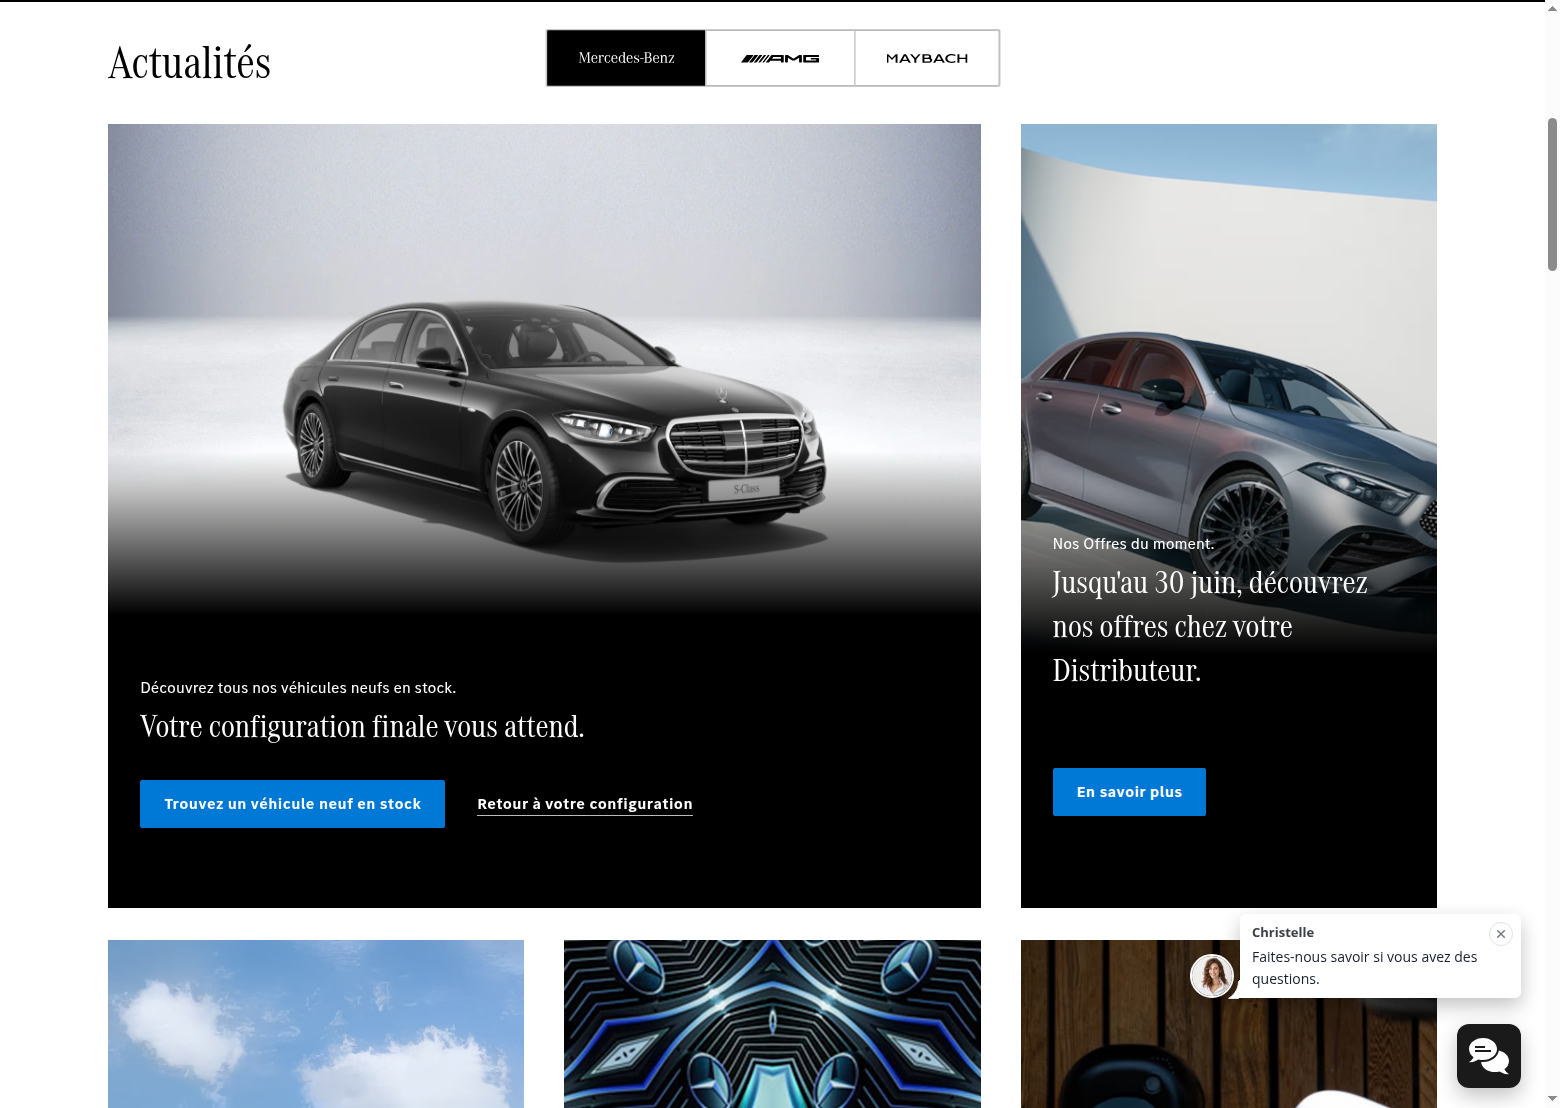 Actualités
Mercedes-Benz
AMG
MAYBACH
S-Class
Découvrez tous nos véhicules neufs en stock.
Votre configuration finale vous attend.
Trouvez un véhicule neuf en stock
Retour à votre configuration
Nos Offres du moment.
Jusqu'au 30 juin, découvrez
nos offres chez votre
Distributeur.
En savoir plus
Christelle
Faites-nous savoir si vous avez des
questions.